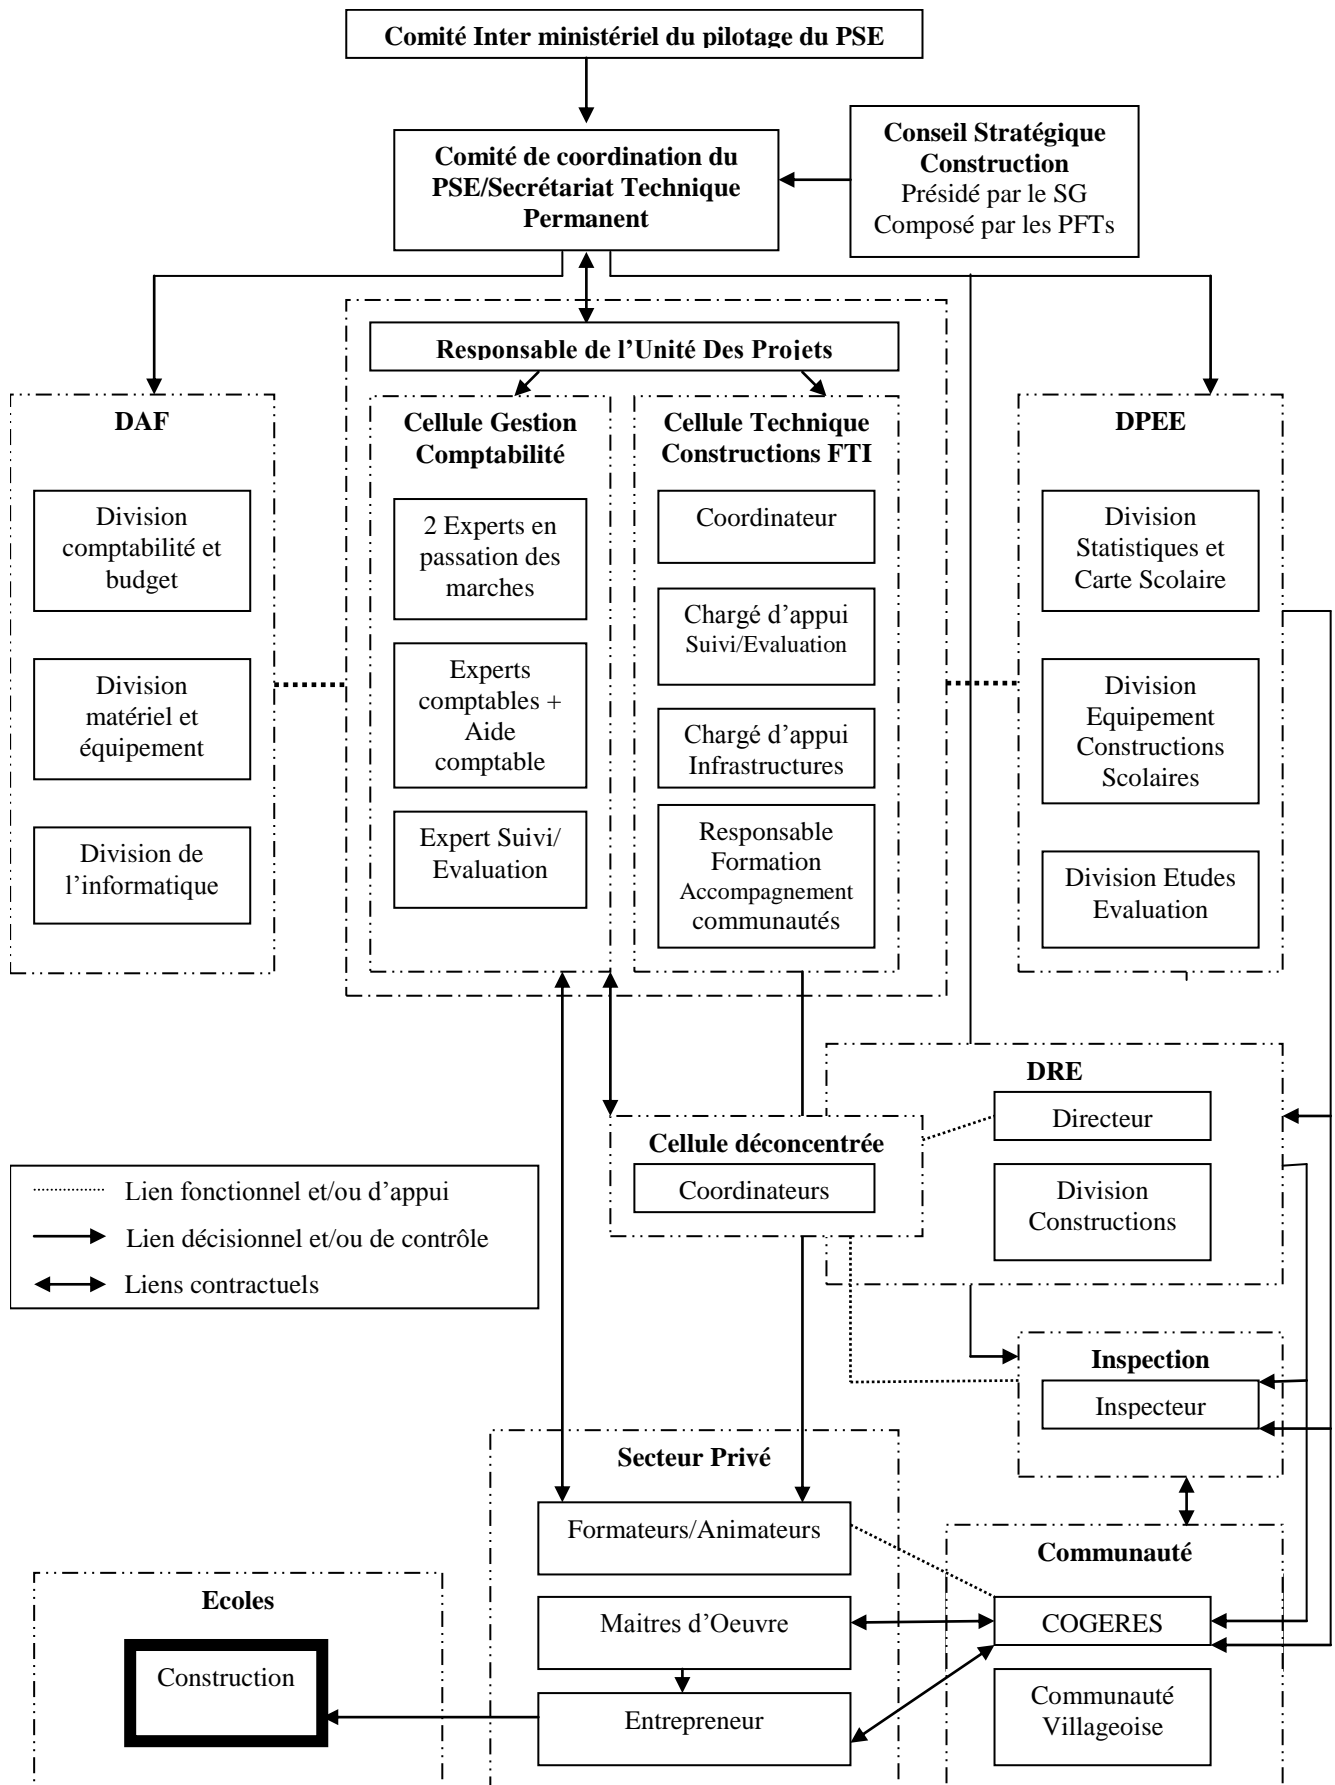 Comité Inter ministériel du pilotage du PSE
Comité de coordination du
PSE/Secrétariat Technique
Permanent
Conseil Stratégique
Construction
Présidé par le SG
Composé par les PFTs
Responsable de l'Unité Des Projets
DAF
Division
comptabilité et
budget
Division
matériel et
équipement
Division de
l'informatique
Cellule Gestion
Comptabilité
2 Experts en
passation des
marches
Experts
comptables +
Aide
comptable
Expert Suivi/
Evaluation
Cellule Technique
Constructions FTI
Coordinateur
Chargé d'appui
Suivi/Evaluation
Chargé d'appui
Infrastructures
Responsable
Formation
Accompagnement
communautés
DPEE
Division
Statistiques et
Carte Scolaire
Division
Equipement
Constructions
Scolaires
Division Etudes
Evaluation
DRE
Directeur
Division
Constructions
Cellule déconcentrée
Coordinateurs
Lien fonctionnel et/ou d'appui
Lien décisionnel et/ou de contrôle
Liens contractuels
Inspection
Inspecteur
Secteur Privé
Formateurs/Animateurs
Maitres d'Oeuvre
Entrepreneur
Communauté
COGERES
Communauté
Villageoise
Ecoles
Construction